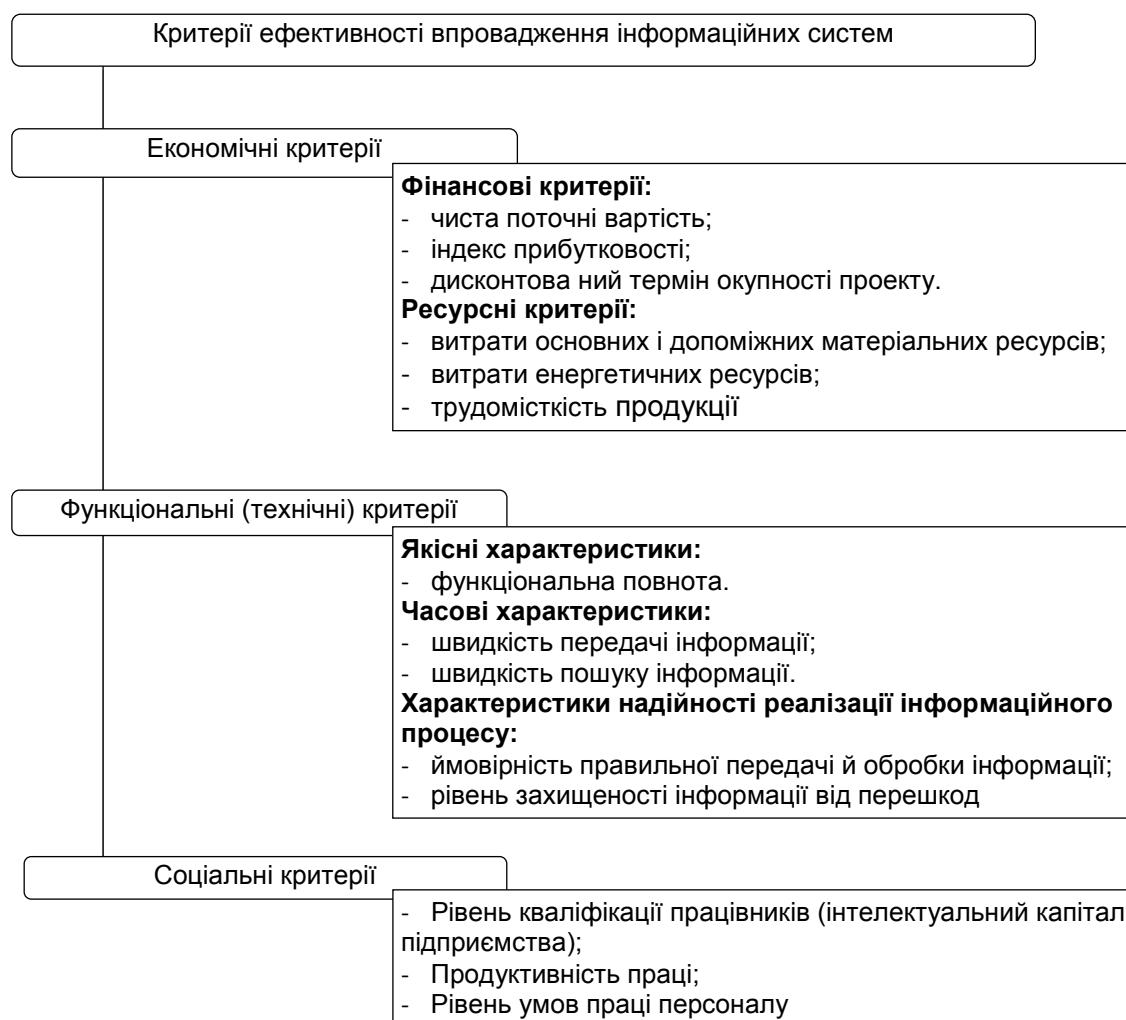 Критерії ефективності впровадження інформаційних систем
Економічні критерії
Фінансові критерії:
- чиста поточні вартість;
- індекс прибутковості;
- дисконтова ний термін окупності проекту.
Ресурсні критерії:
- витрати основних і допоміжних матеріальних ресурсів;
- витрати енергетичних ресурсів;
- трудомісткість продукції
Функціональні (технічні) критерії
Якісні характеристики:
- функціональна повнота.
Часові характеристики:
- швидкість передачі інформації;
- швидкість пошуку інформації.
Характеристики надійності реалізації інформаційного
процесу:
- ймовірність правильної передачі й обробки інформації;
- рівень захищеності інформації від перешкод
Соціальні критерії
- Рівень кваліфікації працівників (інтелектуальний капітал
підприємства);
- Продуктивність праці;
- Рівень умов праці персоналу